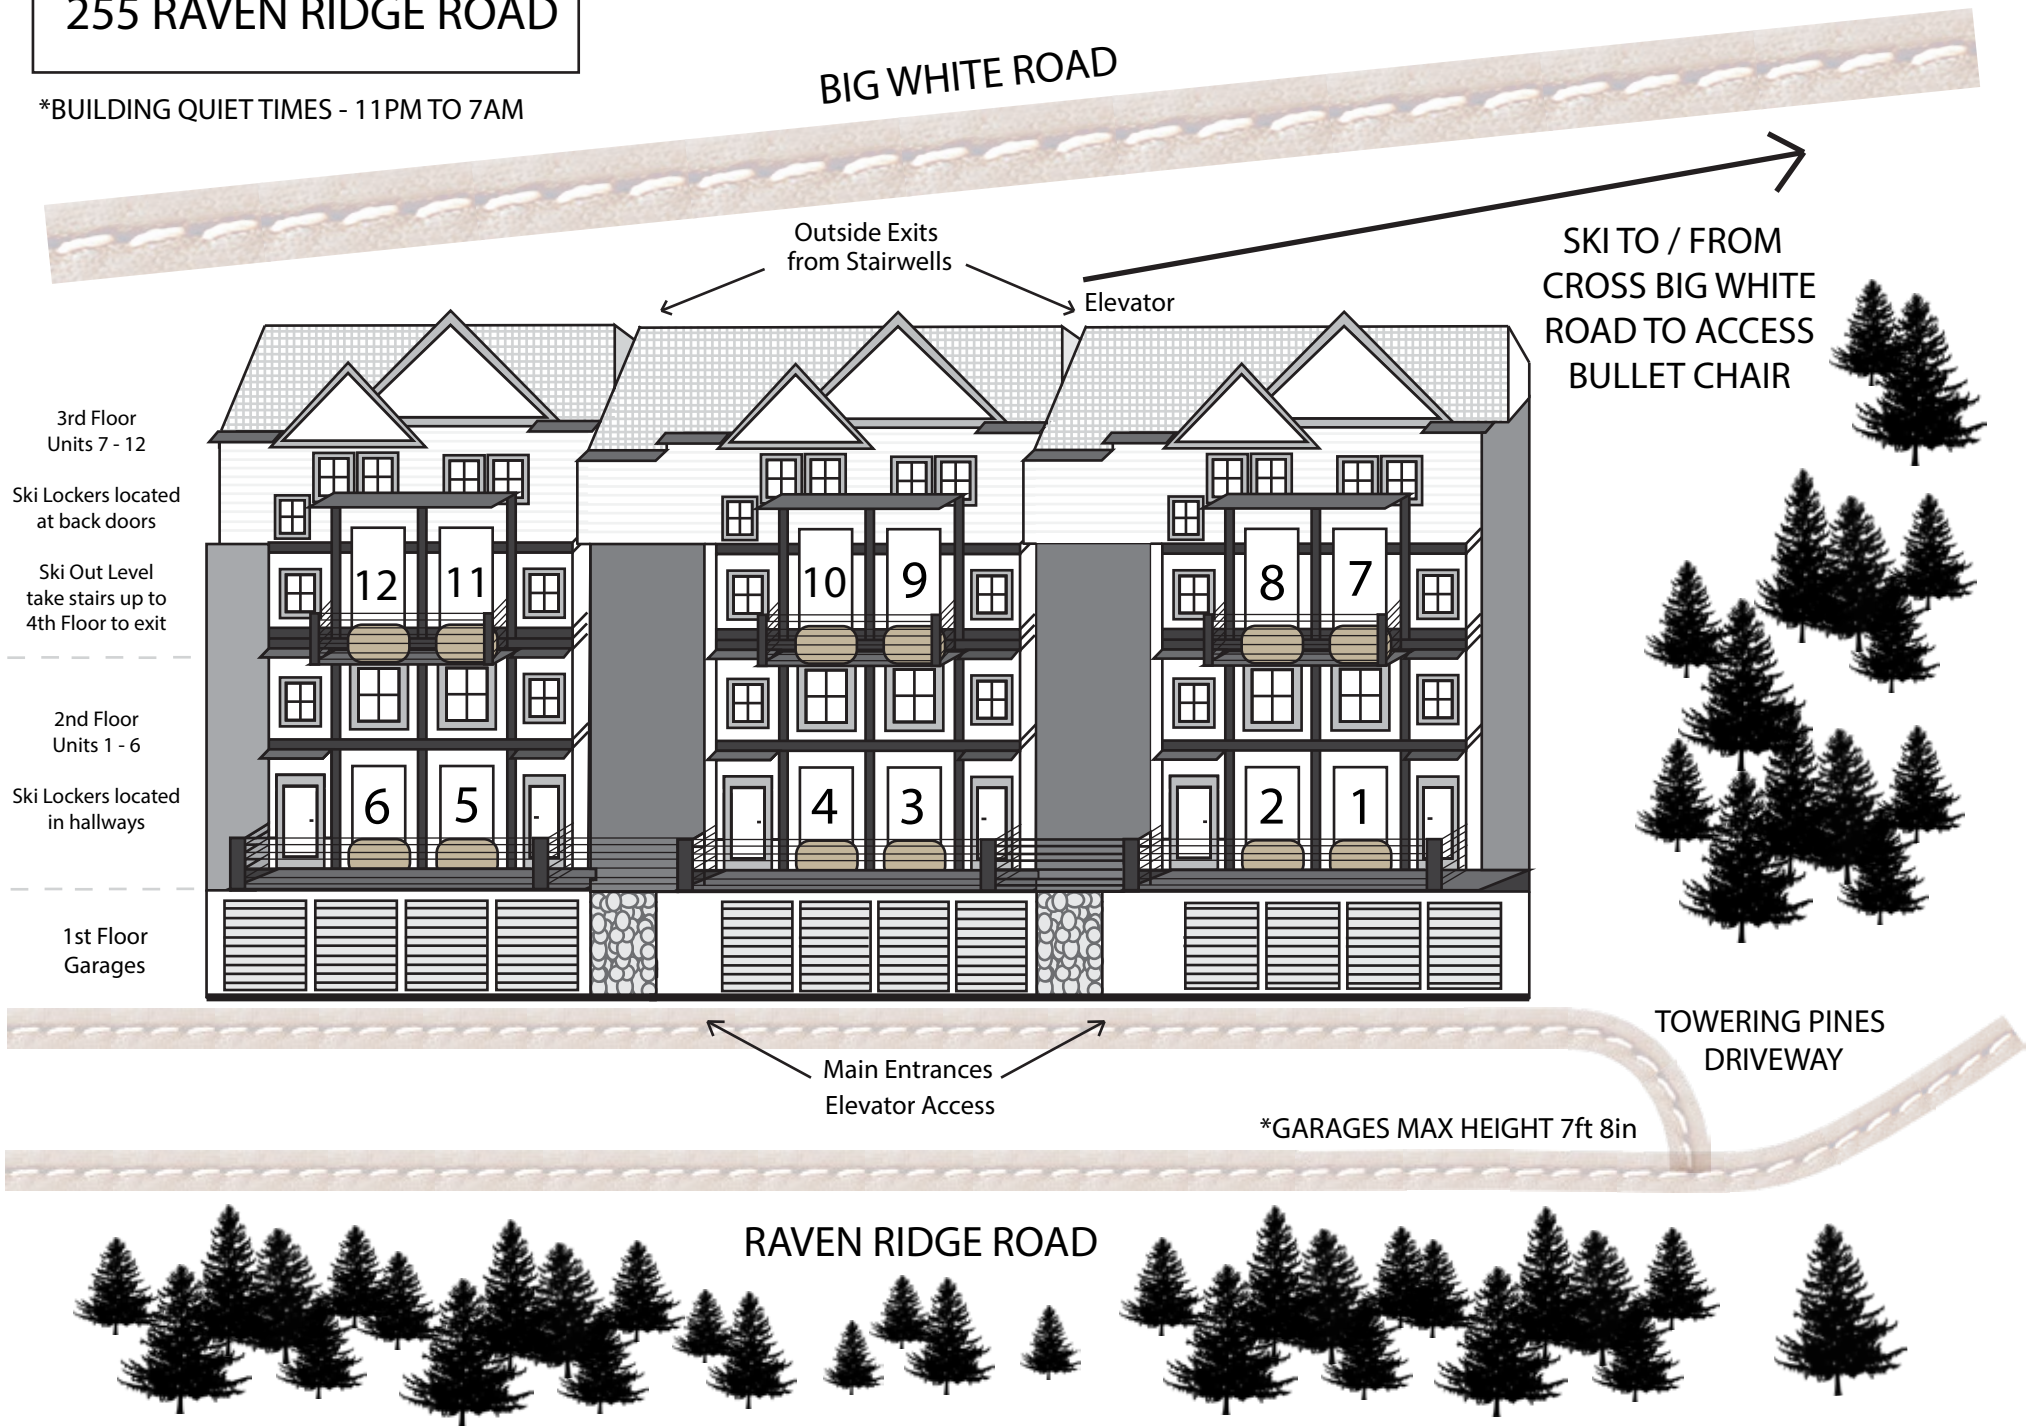 255 RAVEN RIDGE ROAD
*BUILDING QUIET TIMES - 11PM TO 7AM
BIG WHITE ROAD
Outside Exits
from Stairwells
Elevator
SKI TO / FROM
CROSS BIG WHITE
ROAD TO ACCESS
BULLET CHAIR
3rd Floor
Units 7 - 12
Ski Lockers located
at back doors
Ski Out Level
take stairs up to
4th Floor to exit
12 11 10 9 8 7
2nd Floor
Units 1 - 6
Ski Lockers located
in hallways
6 5 4 3 2 1
1st Floor
Garages
Main Entrances
Elevator Access
TOWERING PINES
DRIVEWAY
*GARAGES MAX HEIGHT 7ft 8in
RAVEN RIDGE ROAD